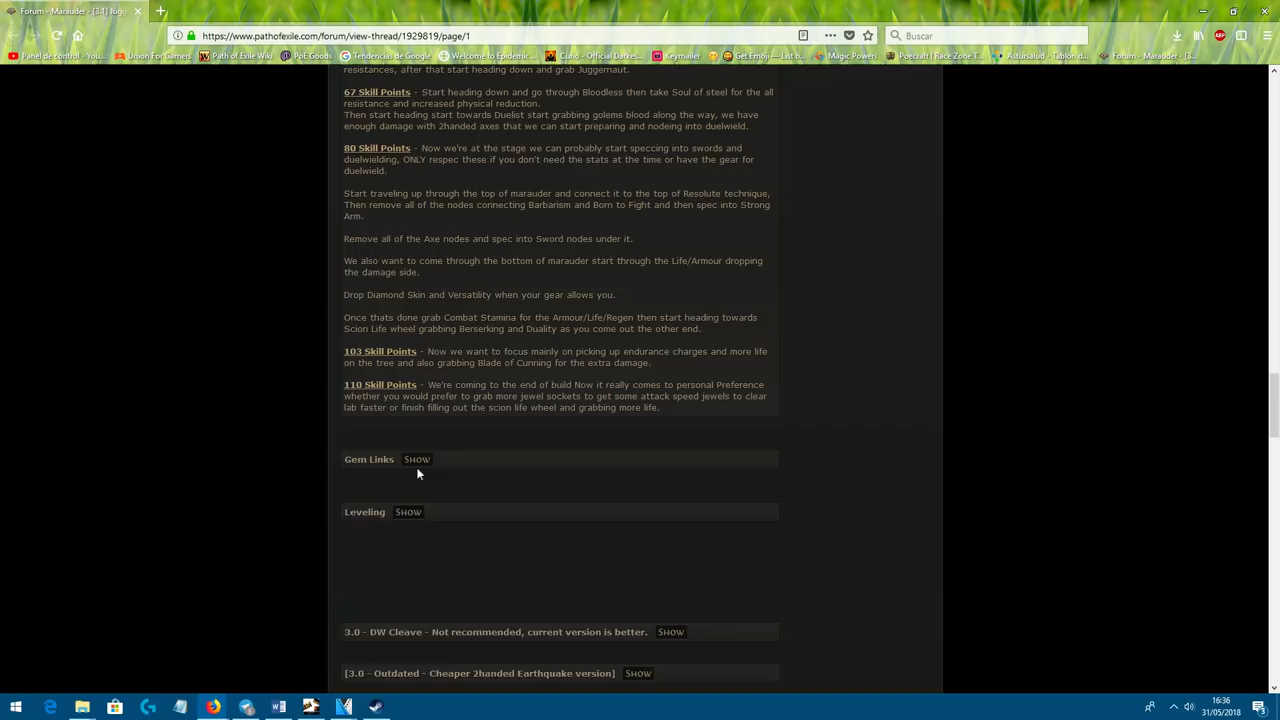 Forum - Marauder - [3.1] Jugg
https://www.pathofexile.com/forum/view-thread/1929819/page/1
Buscar
Panel de control - You...
Union For Gamers
Path of Exile Wiki
PoE Goods
Tendencias de Google
Welcome to Epidemic ...
Curio - Official Darkes...
Keymailer
Get Emoji — List o...
Magic Powers
Poecraft | Race Zone T...
Astursalud - Tablón d...
Forum - Marauder - [3....
resistances, after that start heading down and grab Juggernaut.
67 Skill Points - Start heading down and go through Bloodless then take Soul of steel for the all
resistance and increased physical reduction.
Then start heading start towards Duelist start grabbing golems blood along the way, we have
enough damage with 2handed axes that we can start preparing and nodeing into duelwield.
80 Skill Points - Now we're at the stage we can probably start speccing into swords and
duelwielding, ONLY respec these if you don't need the stats at the time or have the gear for
duelwield.
Start traveling up through the top of marauder and connect it to the top of Resolute technique,
Then remove all of the nodes connecting Barbarism and Born to Fight and then spec into Strong
Arm.
Remove all of the Axe nodes and spec into Sword nodes under it.
We also want to come through the bottom of marauder start through the Life/Armour dropping
the damage side.
Drop Diamond Skin and Versatility when your gear allows you.
Once thats done grab Combat Stamina for the Armour/Life/Regen then start heading towards
Scion Life wheel grabbing Berserking and Duality as you come out the other end.
103 Skill Points - Now we want to focus mainly on picking up endurance charges and more life
on the tree and also grabbing Blade of Cunning for the extra damage.
110 Skill Points - We're coming to the end of build Now it really comes to personal Preference
whether you would prefer to grab more jewel sockets to get some attack speed jewels to clear
lab faster or finish filling out the scion life wheel and grabbing more life.
Gem Links SHOW
Leveling SHOW
3.0 - DW Cleave - Not recommended, current version is better. SHOW
[3.0 - Outdated - Cheaper 2handed Earthquake version] SHOW
16:36
31/05/2018